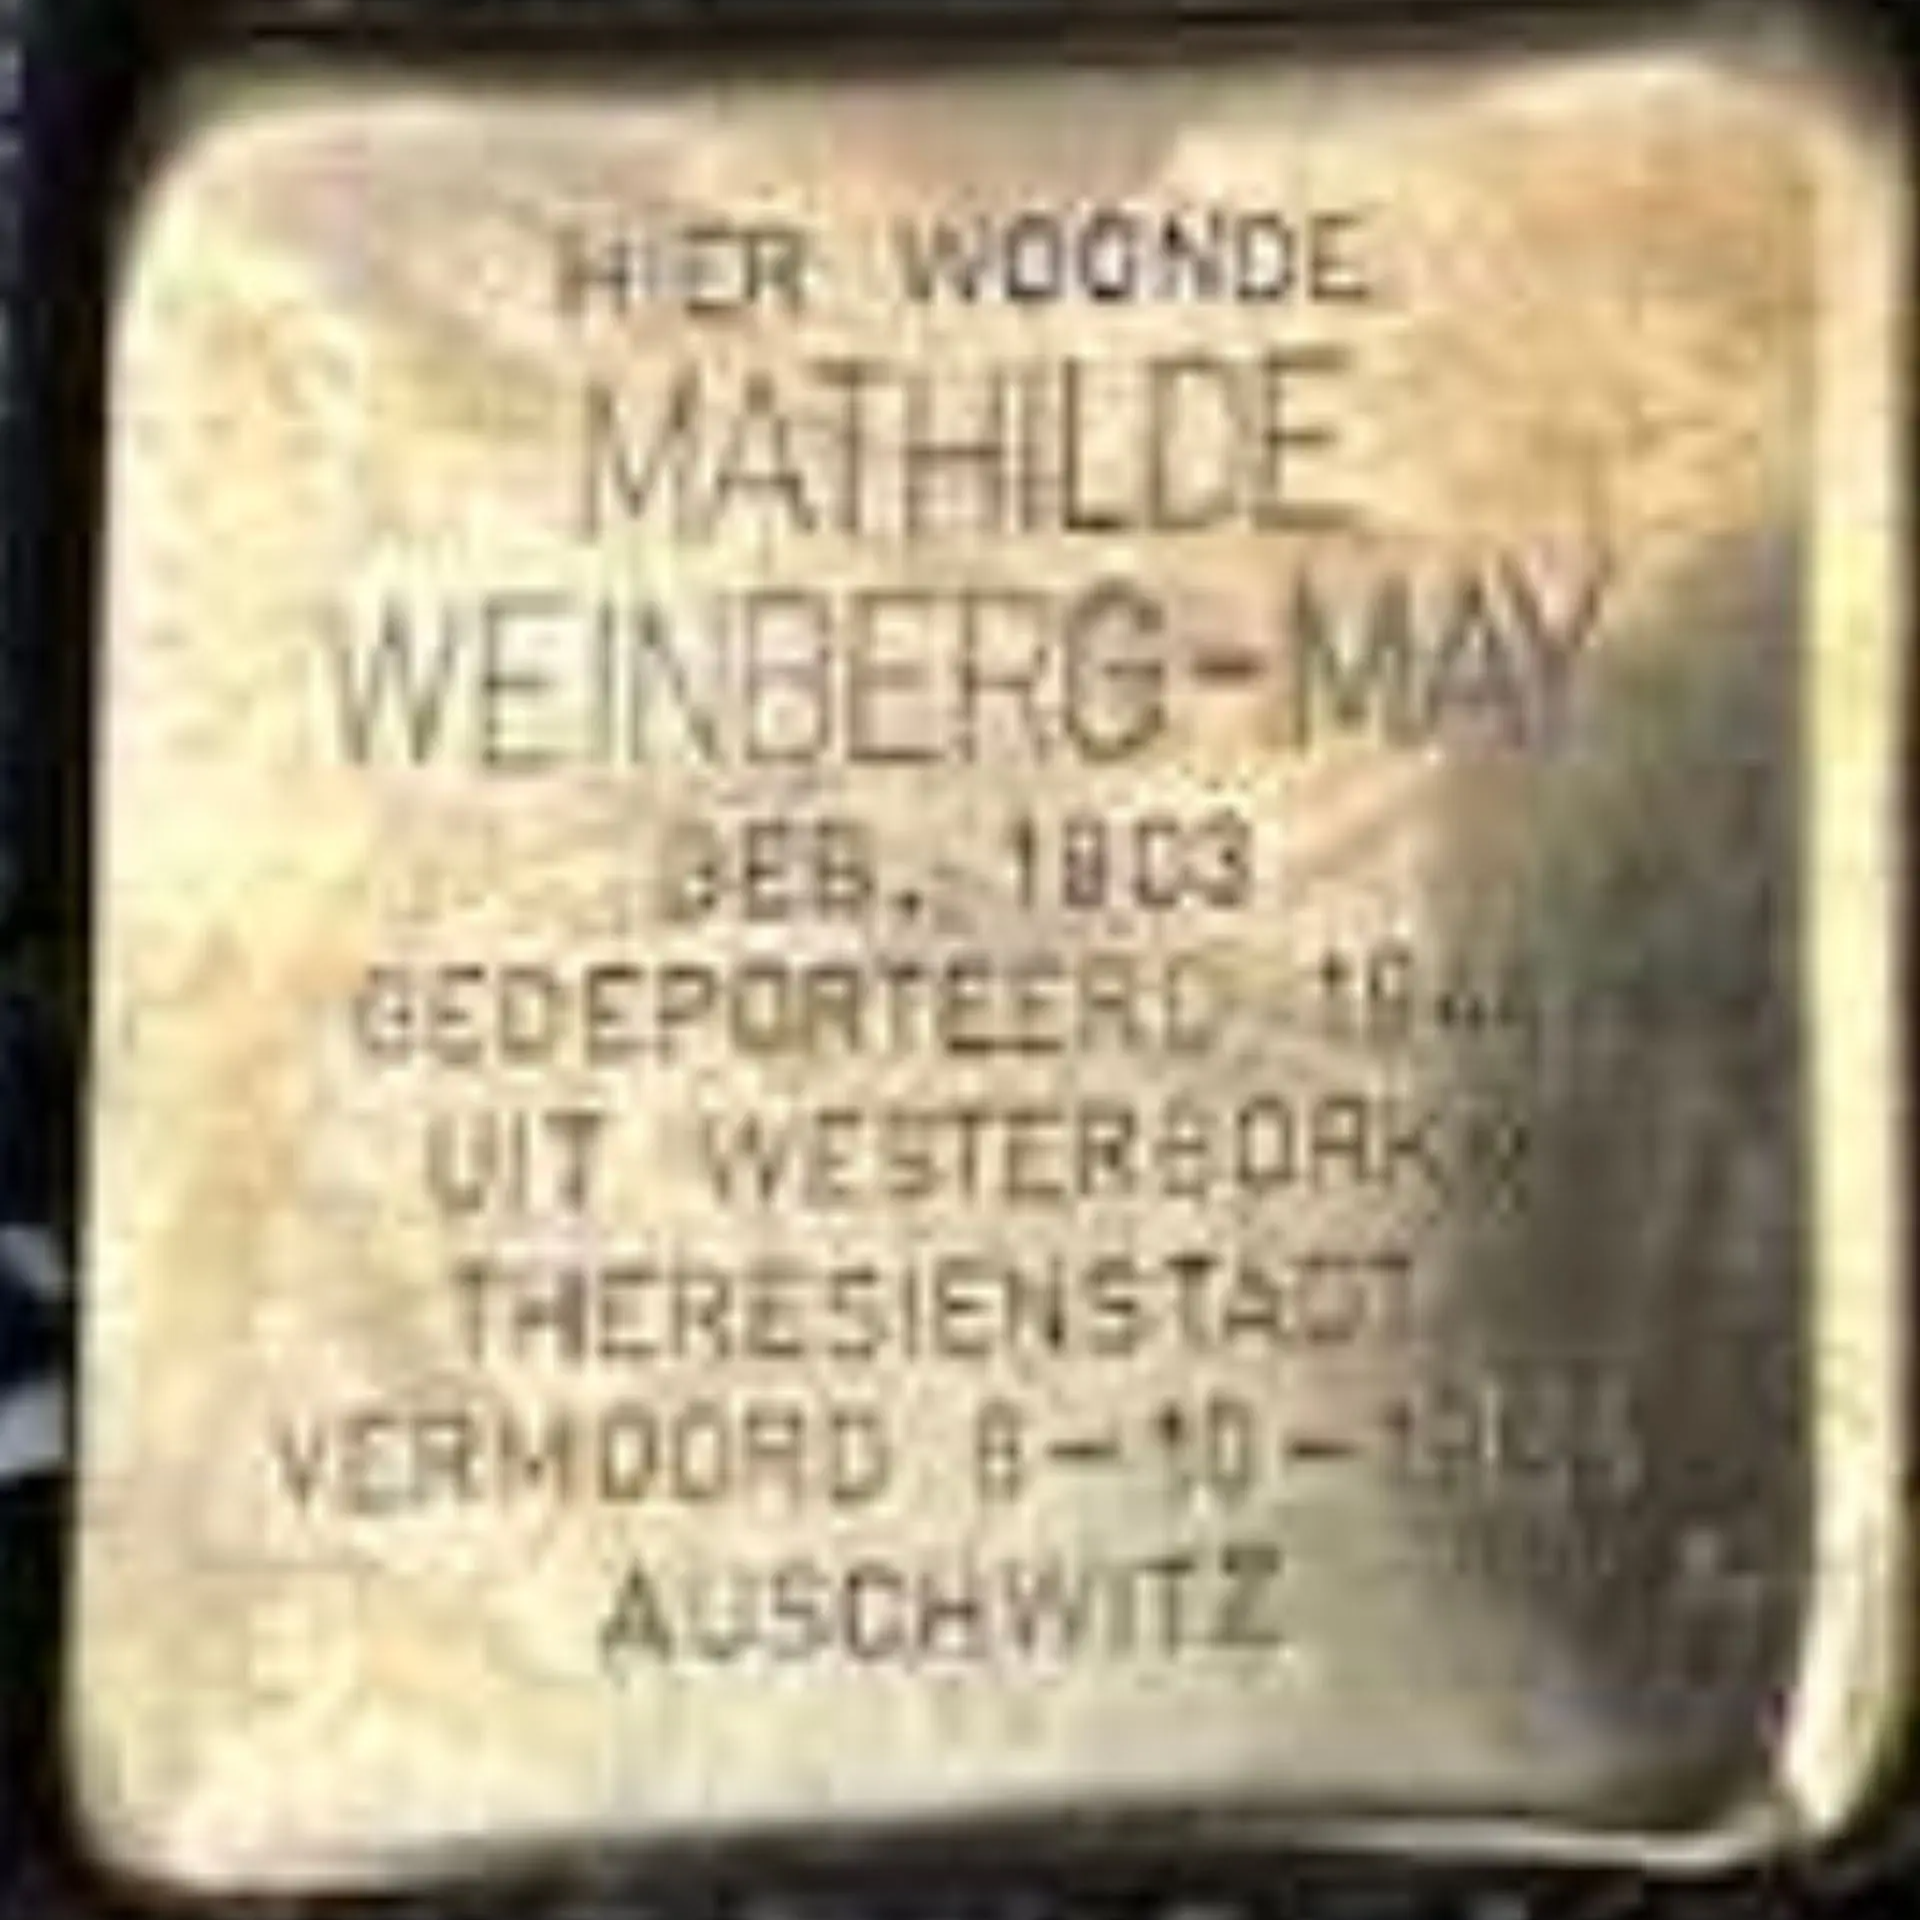 HIER WOONDE
MATHILDE
WEINBERG-MAY
GEB. 1903
GEDEPORTEERD
UIT WESTERBORK
THERESIENSTADT
VERMOORD
AUSCHWITZ